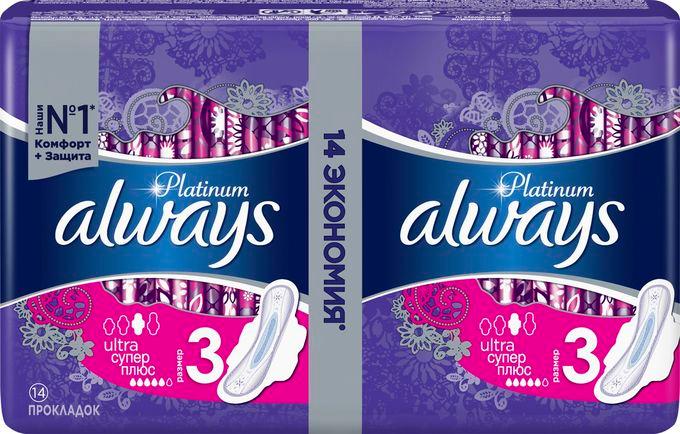 Наши
№1*
Комфорт
+ Защита
Platinum
always
ultra
супер
плюс
размер
3
14
ПРОКЛАДОК
14 ЭКОНОМИЯ*
Platinum
always
ultra
супер
плюс
размер
3